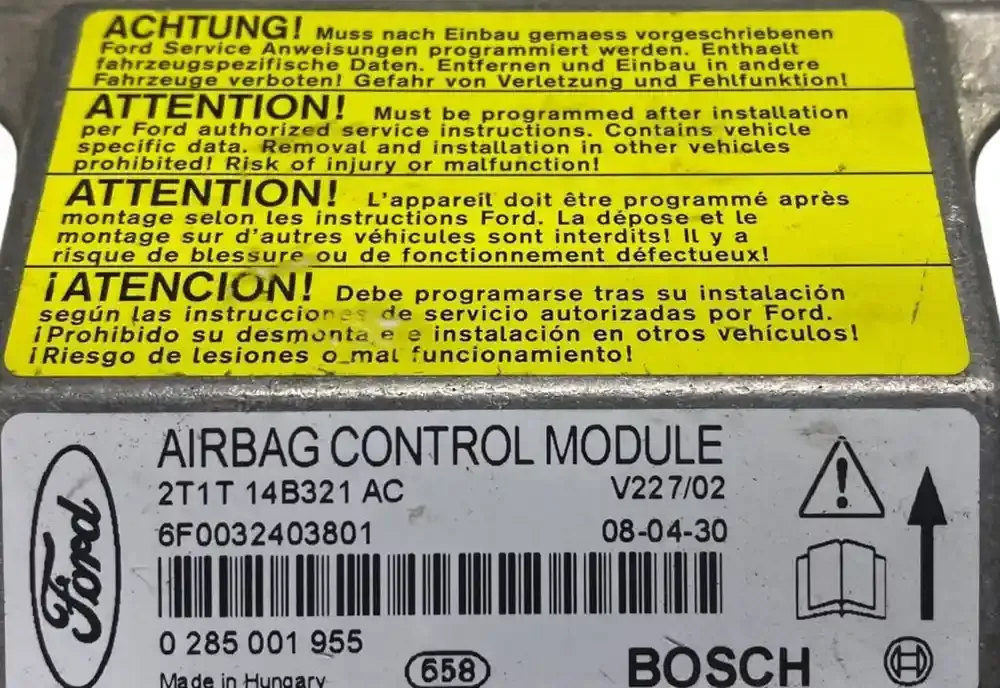 ACHTUNG! Muss nach Einbau gemaess vorgeschriebenen
Ford Service Anweisungen programmiert werden. Enthaelt
fahrzeugspezifische Daten. Entfernen und Einbau in andere
Fahrzeuge verboten! Gefahr von Verletzung und Fehlfunktion!
ATTENTION! Must be programmed after installation
per Ford authorized service instructions. Contains vehicle
specific data. Removal and installation in other vehicles
prohibited! Risk of injury or malfunction!
ATTENTION! L'appareil doit être programmé après
montage selon les instructions Ford. La dépose et le
montage sur d'autres véhicules sont interdits! Il y a
risque de blessure ou de fonctionnement défectueux!
¡ATENCION! Debe programarse tras su instalación
según las instrucciones de servicio autorizadas por Ford.
¡Prohibido su desmontaje e instalación en otros vehículos!
¡Riesgo de lesiones o mal funcionamiento!
Ford
AIRBAG CONTROL MODULE
2T1T 14B321 AC V227/02
6F0032403801 08-04-30
0 285 001 955
Made in Hungary 658 BOSCH